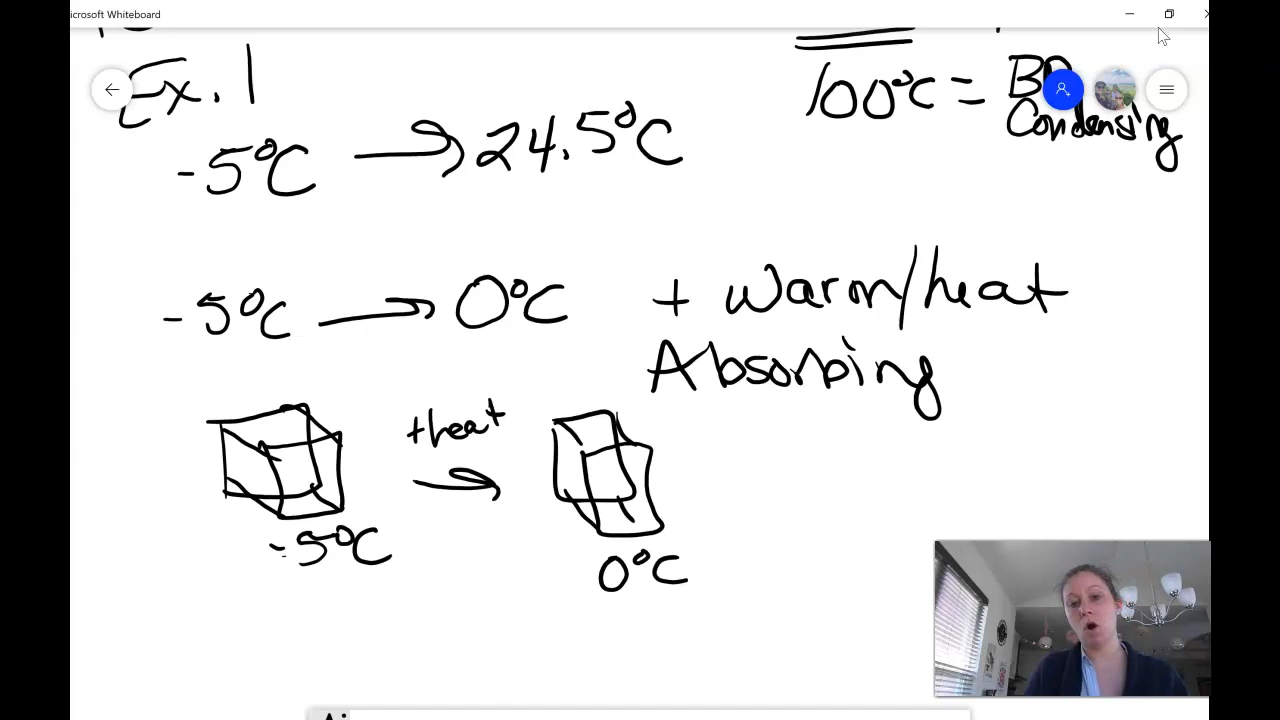 icrosoft Whiteboard
Ex. 1
100°C = BP
Condensing
-5°C → 24.5°C
-5°C → 0°C + warm/heat
Absorbing
+heat
→
-5°C
0°C